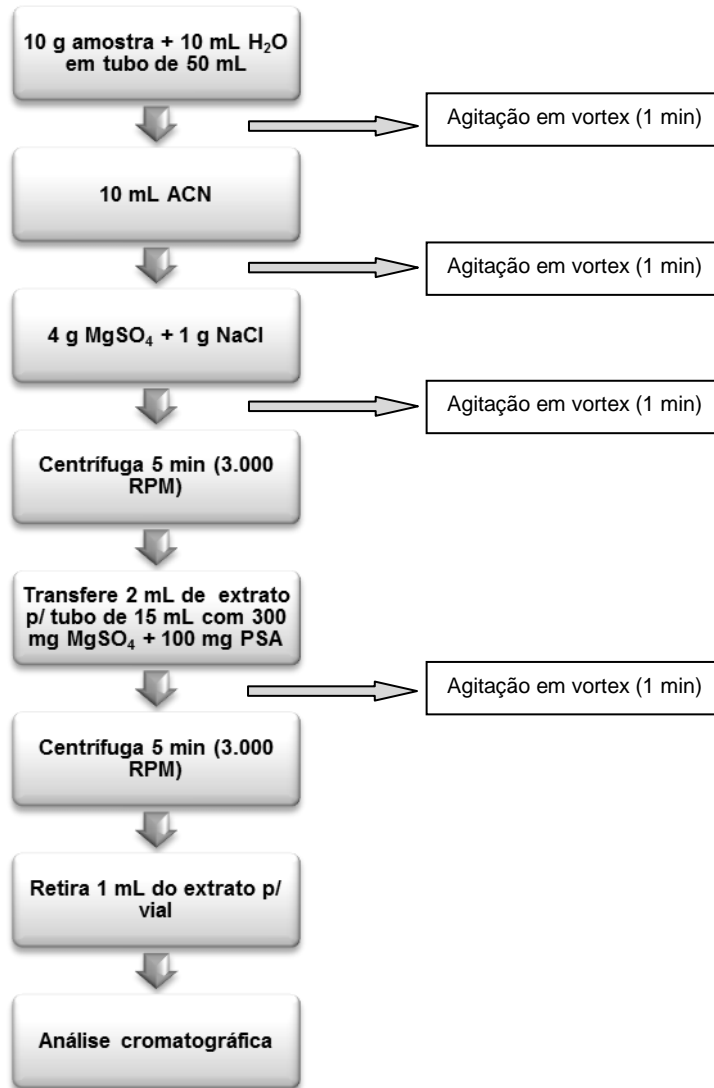 10 g amostra + 10 mL H₂O
em tubo de 50 mL
Agitação em vortex (1 min)
10 mL ACN
Agitação em vortex (1 min)
4 g MgSO₄ + 1 g NaCl
Agitação em vortex (1 min)
Centrífuga 5 min (3.000
RPM)
Transfere 2 mL de extrato
p/ tubo de 15 mL com 300
mg MgSO₄ + 100 mg PSA
Agitação em vortex (1 min)
Centrífuga 5 min (3.000
RPM)
Retira 1 mL do extrato p/
vial
Análise cromatográfica